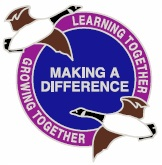 LEARNING TOGETHER
MAKING A
DIFFERENCE
GROWING TOGETHER